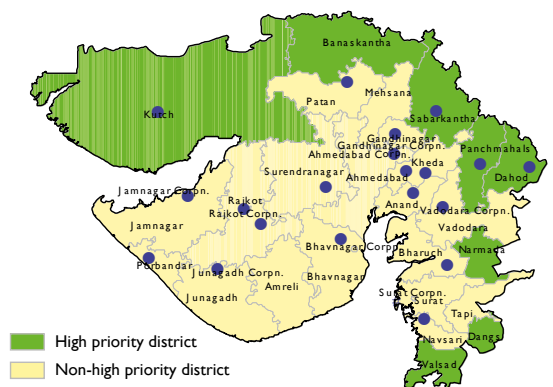 Banaskantha
Patan
Mehsana
Kutch
Sabarkantha
Gandhinagar
Gandhinagar Corpn.
Panchmahals
Ahmedabad Corpn.
Kheda
Surendranagar
Ahmedabad
Dahod
Jamnagar Corpn.
Rajkot
Anand
Rajkot Corpn.
Vadodara Corpn.
Jamnagar
Vadodara
Bhavnagar Corpn.
Narmada
Bharuch
Porbandar
Junagadh Corpn.
Bhavnagar
Amreli
Junagadh
Surat Corpn.
Surat
Tapi
Dangs
Navsari
Valsad
High priority district
Non-high priority district